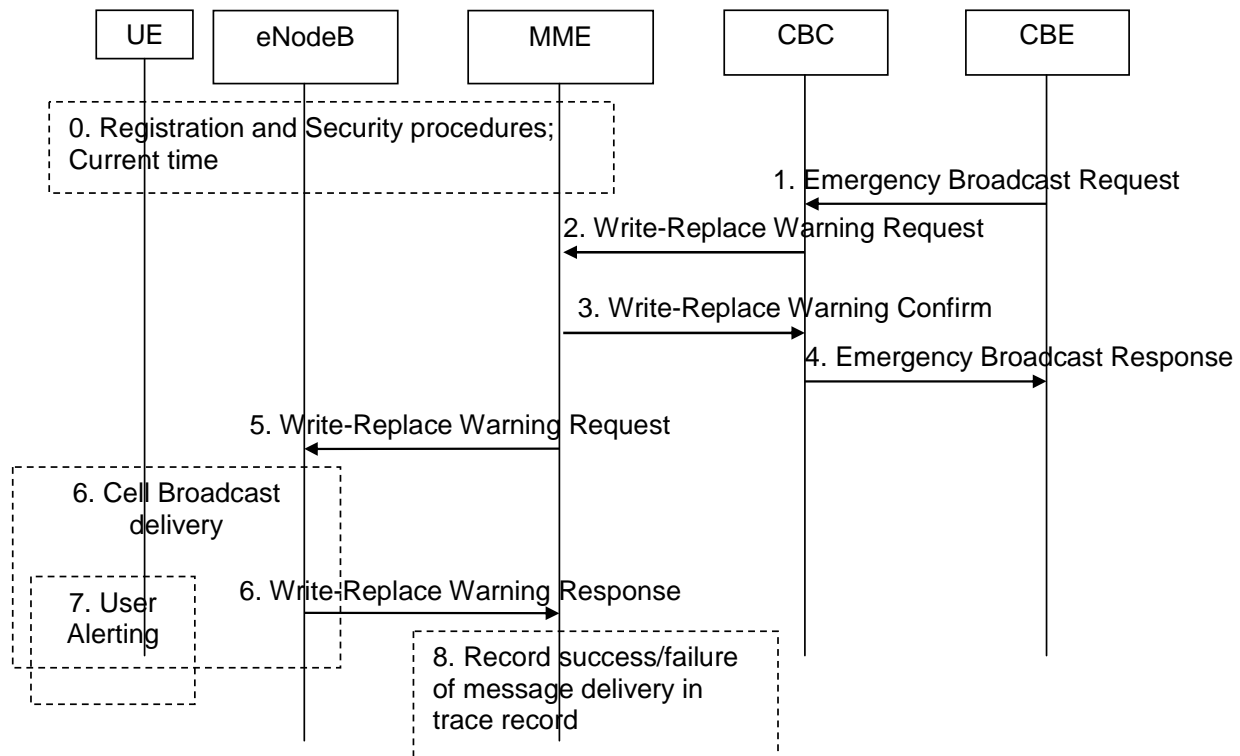 UE
eNodeB
MME
CBC
CBE
0. Registration and Security procedures;
Current time
1. Emergency Broadcast Request
2. Write-Replace Warning Request
3. Write-Replace Warning Confirm
4. Emergency Broadcast Response
5. Write-Replace Warning Request
6. Cell Broadcast
delivery
6. Write-Replace Warning Response
7. User
Alerting
8. Record success/failure
of message delivery in
trace record